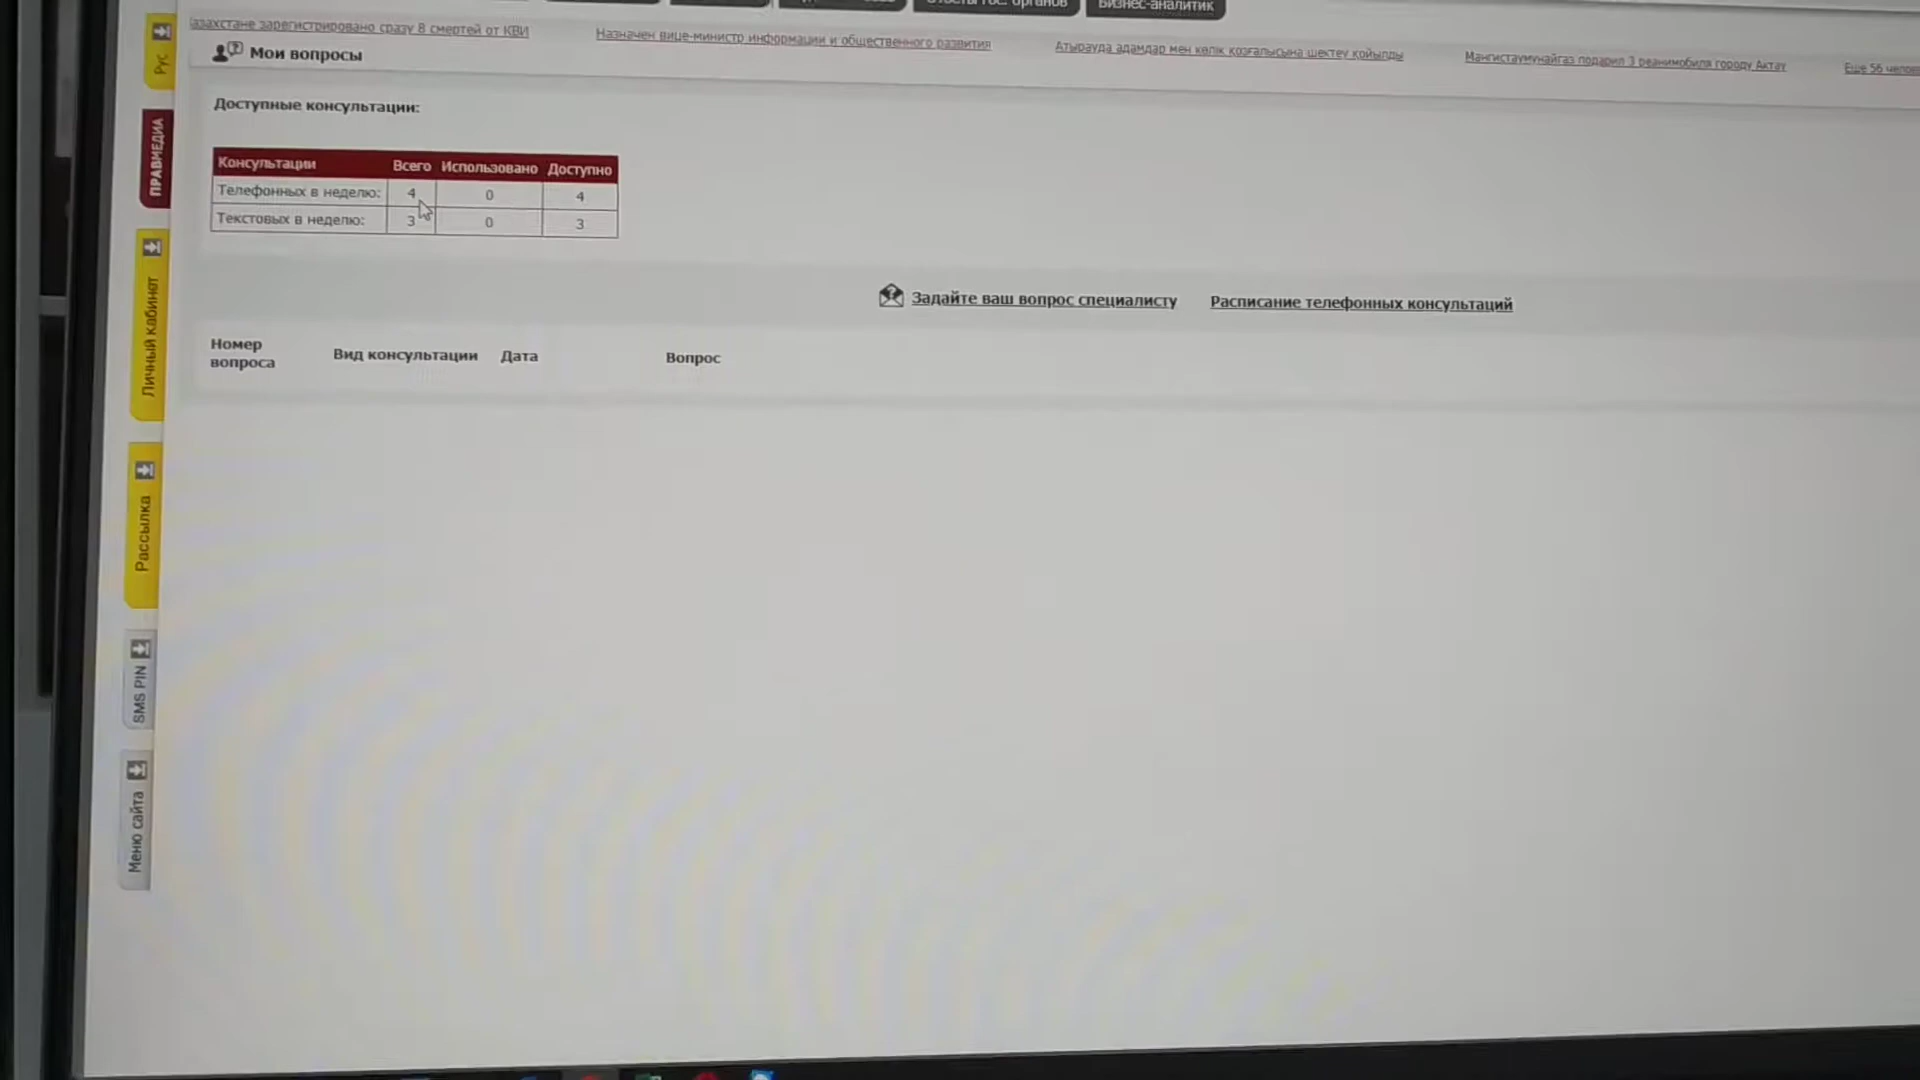 Бизнес-аналитик
зарегистрировано сразу 8 смертей от КВИ
Назначен вице-министр информации и общественного развития
Атырауда адамдар мен көлік қозғалысына шектеу қойылды
Мангистаумунайгаз подарил 3 реанимобиля городу Актау
Еще 56
Мои вопросы
Доступные консультации:
Консультации Всего Использовано Доступно
Телефонных в неделю: 4 0 4
Текстовых в неделю: 3 0 3
Задайте ваш вопрос специалисту Расписание телефонных консультаций
Номер вопроса Вид консультации Дата Вопрос
Рус
ПРАВМЕДИА
Личный кабинет
Рассылка
SMS PIN
Меню сайта